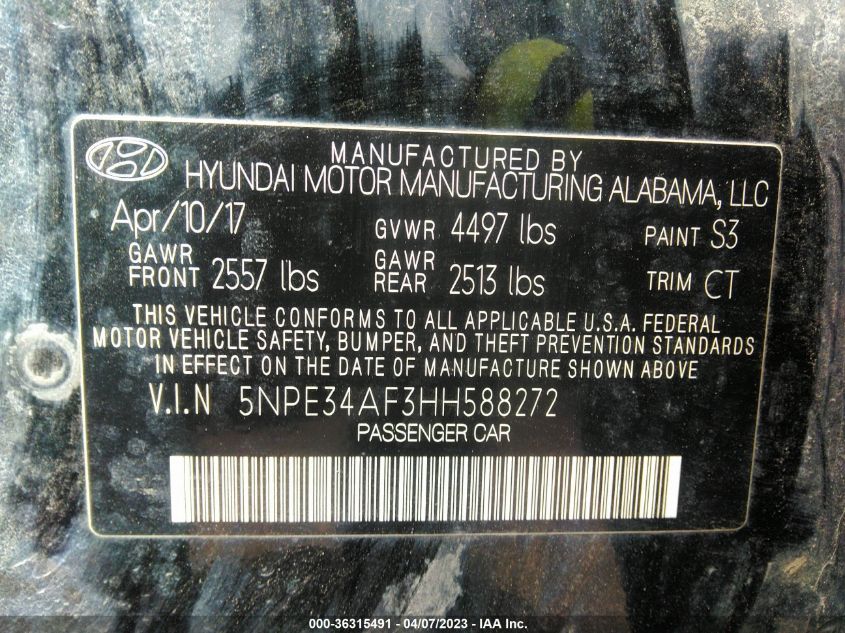 MANUFACTURED BY
HYUNDAI MOTOR MANUFACTURING ALABAMA, LLC
Apr/10/17 GVWR 4497 lbs PAINT S3
GAWR FRONT 2557 lbs GAWR REAR 2513 lbs TRIM CT
THIS VEHICLE CONFORMS TO ALL APPLICABLE U.S.A. FEDERAL
MOTOR VEHICLE SAFETY, BUMPER, AND THEFT PREVENTION STANDARDS
IN EFFECT ON THE DATE OF MANUFACTURE SHOWN ABOVE
V.I.N 5NPE34AF3HH588272
PASSENGER CAR
000-36315491 - 04/07/2023 - IAA Inc.